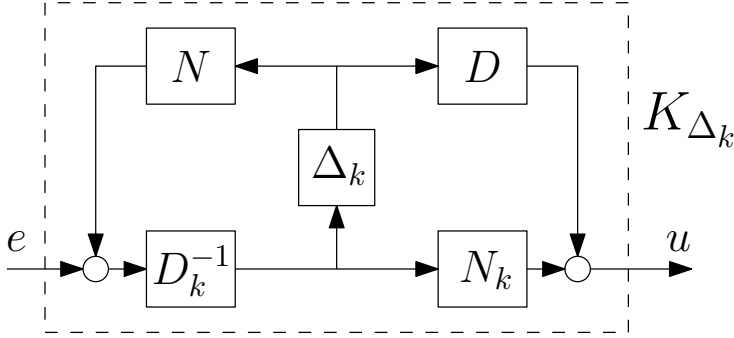 N
D
K_{Δ_k}
Δ_k
e
D_k^{-1}
N_k
u